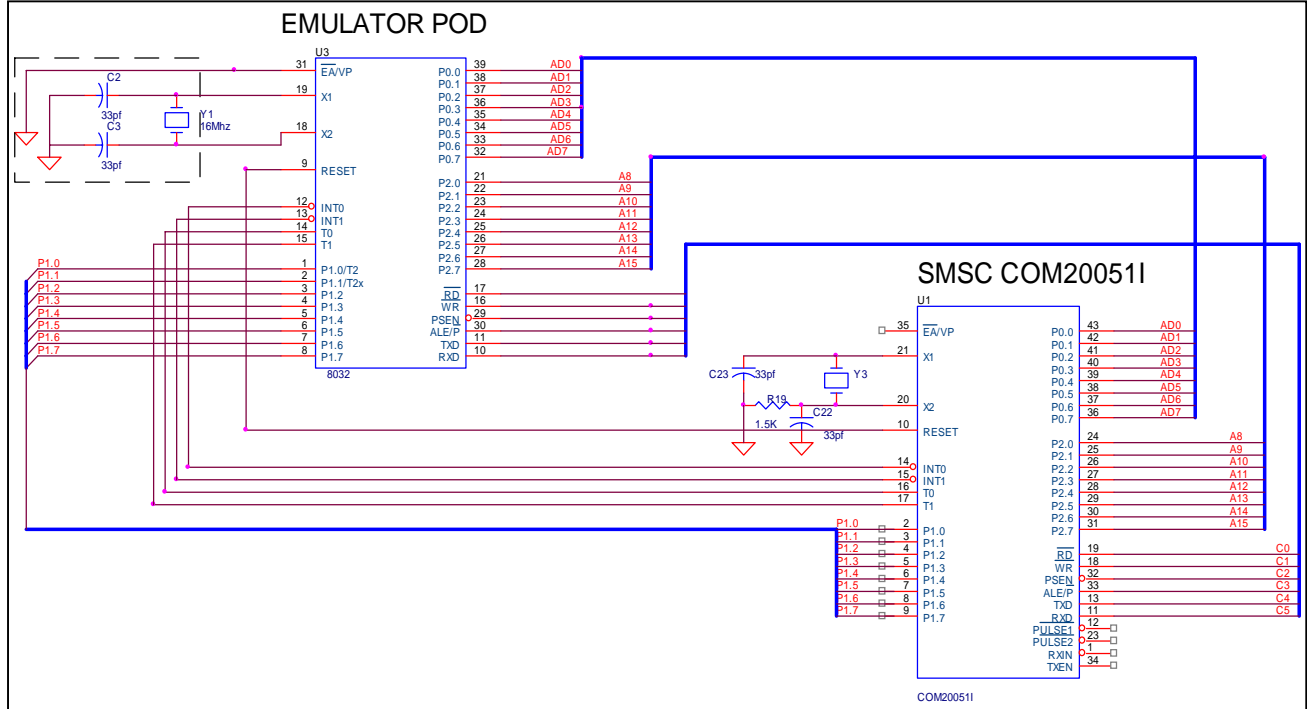 EMULATOR POD
U3
31 EA/VP
19 X1
18 X2
9 RESET
12 INT0
13 INT1
14 T0
15 T1
1 P1.0/T2
2 P1.1/T2x
3 P1.2
4 P1.3
5 P1.4
6 P1.5
7 P1.6
8 P1.7
P0.0 39 AD0
P0.1 38 AD1
P0.2 37 AD2
P0.3 36 AD3
P0.4 35 AD4
P0.5 34 AD5
P0.6 33 AD6
P0.7 32 AD7
P2.0 21 A8
P2.1 22 A9
P2.2 23 A10
P2.3 24 A11
P2.4 25 A12
P2.5 26 A13
P2.6 27 A14
P2.7 28 A15
RD 17
WR 16
PSEN 29
ALE/P 30
TXD 11
RXD 10
8032
C2
33pf
C3
33pf
Y1
16Mhz
P1.0
P1.1
P1.2
P1.3
P1.4
P1.5
P1.6
P1.7
SMSC COM20051I
U1
35 EA/VP
21 X1
20 X2
10 RESET
14 INT0
15 INT1
16 T0
17 T1
P1.0 2 P1.0
P1.1 3 P1.1
P1.2 4 P1.2
P1.3 5 P1.3
P1.4 6 P1.4
P1.5 7 P1.5
P1.6 8 P1.6
P1.7 9 P1.7
P0.0 43 AD0
P0.1 42 AD1
P0.2 41 AD2
P0.3 40 AD3
P0.4 39 AD4
P0.5 38 AD5
P0.6 37 AD6
P0.7 36 AD7
P2.0 24 A8
P2.1 25 A9
P2.2 26 A10
P2.3 27 A11
P2.4 28 A12
P2.5 29 A13
P2.6 30 A14
P2.7 31 A15
RD 19 C0
WR 18 C1
PSEN 32 C2
ALE/P 33 C3
TXD 13 C4
RXD 11 C5
PULSE1 12
PULSE2 23
RXIN 1
TXEN 34
C23 33pf
Y3
R19
1.5K
C22
33pf
COM20051I